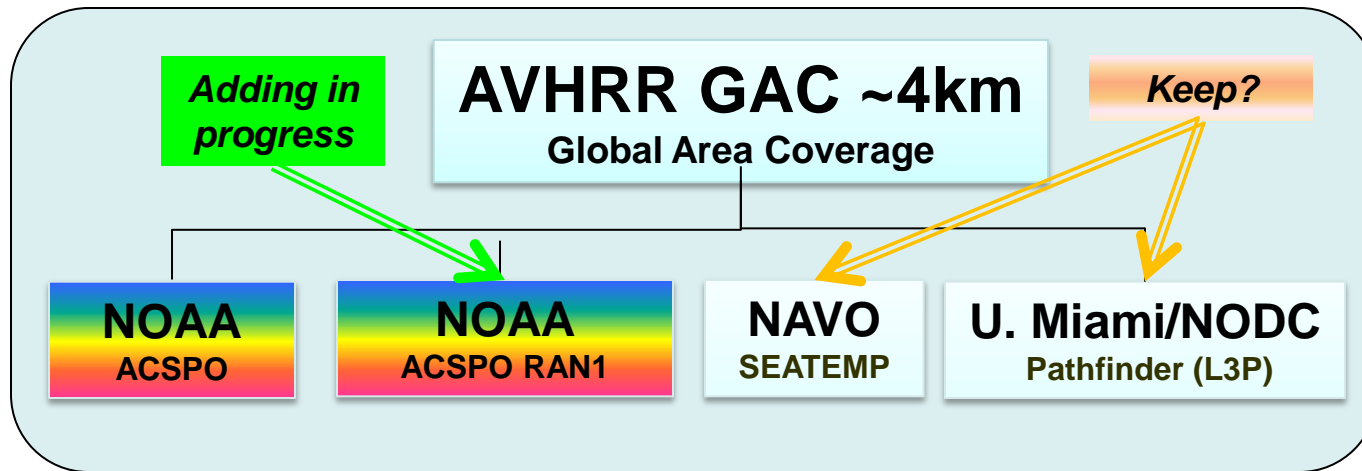 Adding in
progress
AVHRR GAC ~4km
Global Area Coverage
Keep?
NOAA
ACSPO
NOAA
ACSPO RAN1
NAVO
SEATEMP
U. Miami/NODC
Pathfinder (L3P)